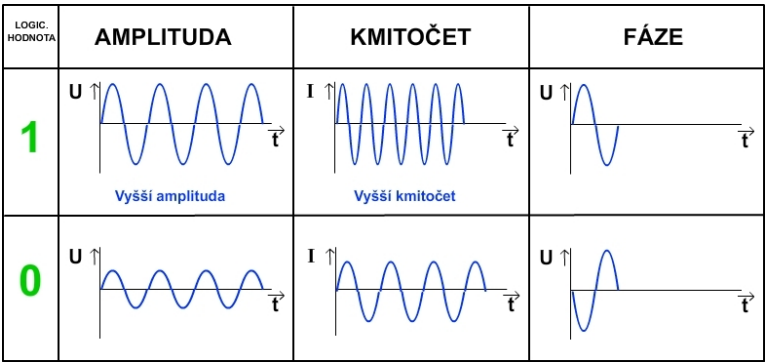 LOGIC.
HODNOTA
AMPLITUDA
KMITOČET
FÁZE
1
U
t
Vyšší amplituda
I
t
Vyšší kmitočet
U
t
0
U
t
I
t
U
t